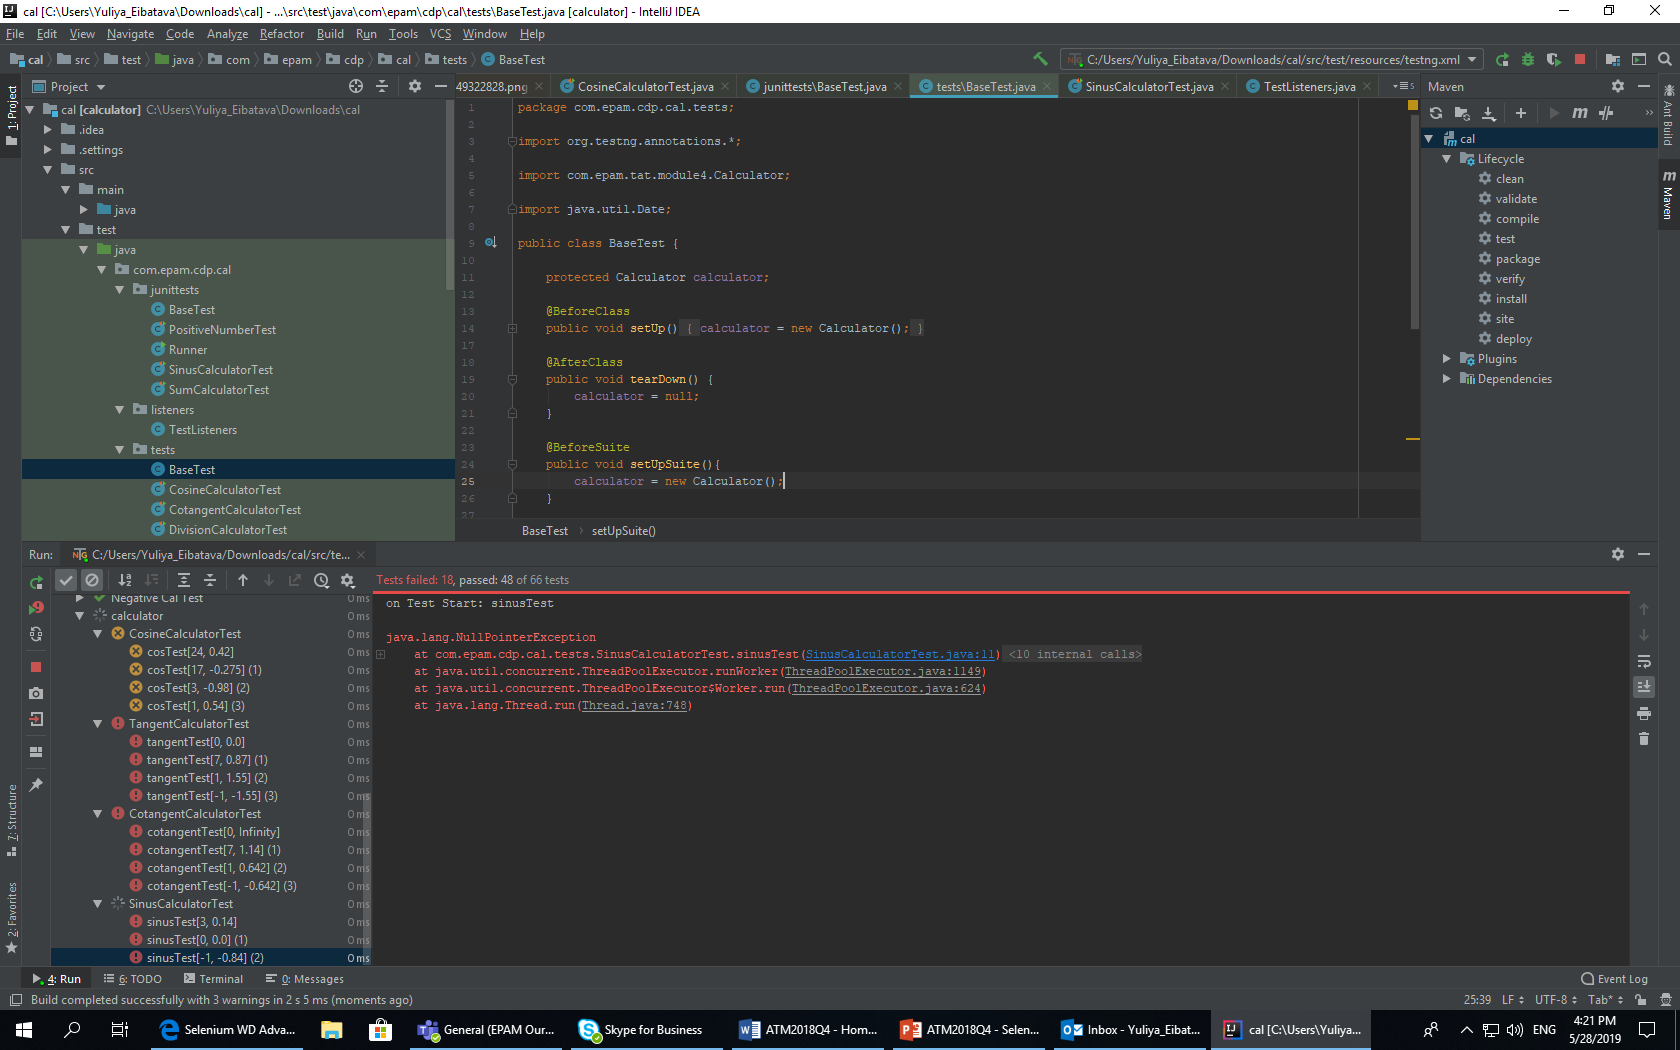 cal [C:\Users\Yuliya_Eibatava\Downloads\cal] - ...\src\test\java\com\epam\cdp\cal\tests\BaseTest.java [calculator] - IntelliJ IDEA
File Edit View Navigate Code Analyze Refactor Build Run Tools VCS Window Help
cal src test java com epam cdp cal tests BaseTest
C:/Users/Yuliya_Eibatava/Downloads/cal/src/test/resources/testng.xml
1: Project
Project
49322828.png CosineCalculatorTest.java junittests\BaseTest.java tests\BaseTest.java SinusCalculatorTest.java TestListeners.java
cal [calculator] C:\Users\Yuliya_Eibatava\Downloads\cal
.idea
.settings
src
main
java
test
java
com.epam.cdp.cal
junittests
BaseTest
PositiveNumberTest
Runner
SinusCalculatorTest
SumCalculatorTest
listeners
TestListeners
tests
BaseTest
CosineCalculatorTest
CotangentCalculatorTest
DivisionCalculatorTest
1 package com.epam.cdp.cal.tests;
2
3 import org.testng.annotations.*;
4
5 import com.epam.tat.module4.Calculator;
6
7 import java.util.Date;
8
9 public class BaseTest {
10
11 protected Calculator calculator;
12
13 @BeforeClass
14 public void setUp() { calculator = new Calculator(); }
17
18 @AfterClass
19 public void tearDown() {
20 calculator = null;
21 }
22
23 @BeforeSuite
24 public void setUpSuite(){
25 calculator = new Calculator();
26 }
27
BaseTest setUpSuite()
Maven
cal
Lifecycle
clean
validate
compile
test
package
verify
install
site
deploy
Plugins
Dependencies
Ant Build
Maven
Run: C:/Users/Yuliya_Eibatava/Downloads/cal/src/te...
Tests failed: 18, passed: 48 of 66 tests
Negative Cal Test 0 ms
calculator 0 ms
CosineCalculatorTest 0 ms
cosTest[24, 0.42] 0 ms
cosTest[17, -0.275] (1) 0 ms
cosTest[3, -0.98] (2) 0 ms
cosTest[1, 0.54] (3) 0 ms
TangentCalculatorTest 0 ms
tangentTest[0, 0.0] 0 ms
tangentTest[7, 0.87] (1) 0 ms
tangentTest[1, 1.55] (2) 0 ms
tangentTest[-1, -1.55] (3) 0 ms
CotangentCalculatorTest 0 ms
cotangentTest[0, Infinity] 0 ms
cotangentTest[7, 1.14] (1) 0 ms
cotangentTest[1, 0.642] (2) 0 ms
cotangentTest[-1, -0.642] (3) 0 ms
SinusCalculatorTest 0 ms
sinusTest[3, 0.14] 0 ms
sinusTest[0, 0.0] (1) 0 ms
sinusTest[-1, -0.84] (2) 0 ms
on Test Start: sinusTest
java.lang.NullPointerException
at com.epam.cdp.cal.tests.SinusCalculatorTest.sinusTest(SinusCalculatorTest.java:11) <10 internal calls>
at java.util.concurrent.ThreadPoolExecutor.runWorker(ThreadPoolExecutor.java:1149)
at java.util.concurrent.ThreadPoolExecutor$Worker.run(ThreadPoolExecutor.java:624)
at java.lang.Thread.run(Thread.java:748)
7: Structure
2: Favorites
4: Run 6: TODO Terminal 0: Messages Event Log
Build completed successfully with 3 warnings in 2 s 5 ms (moments ago) 25:39 LF UTF-8 Tab*
Selenium WD Adva... General (EPAM Our... Skype for Business ATM2018Q4 - Hom... ATM2018Q4 - Selen... Inbox - Yuliya_Eibat... cal [C:\Users\Yuliya... ENG
4:21 PM
5/28/2019